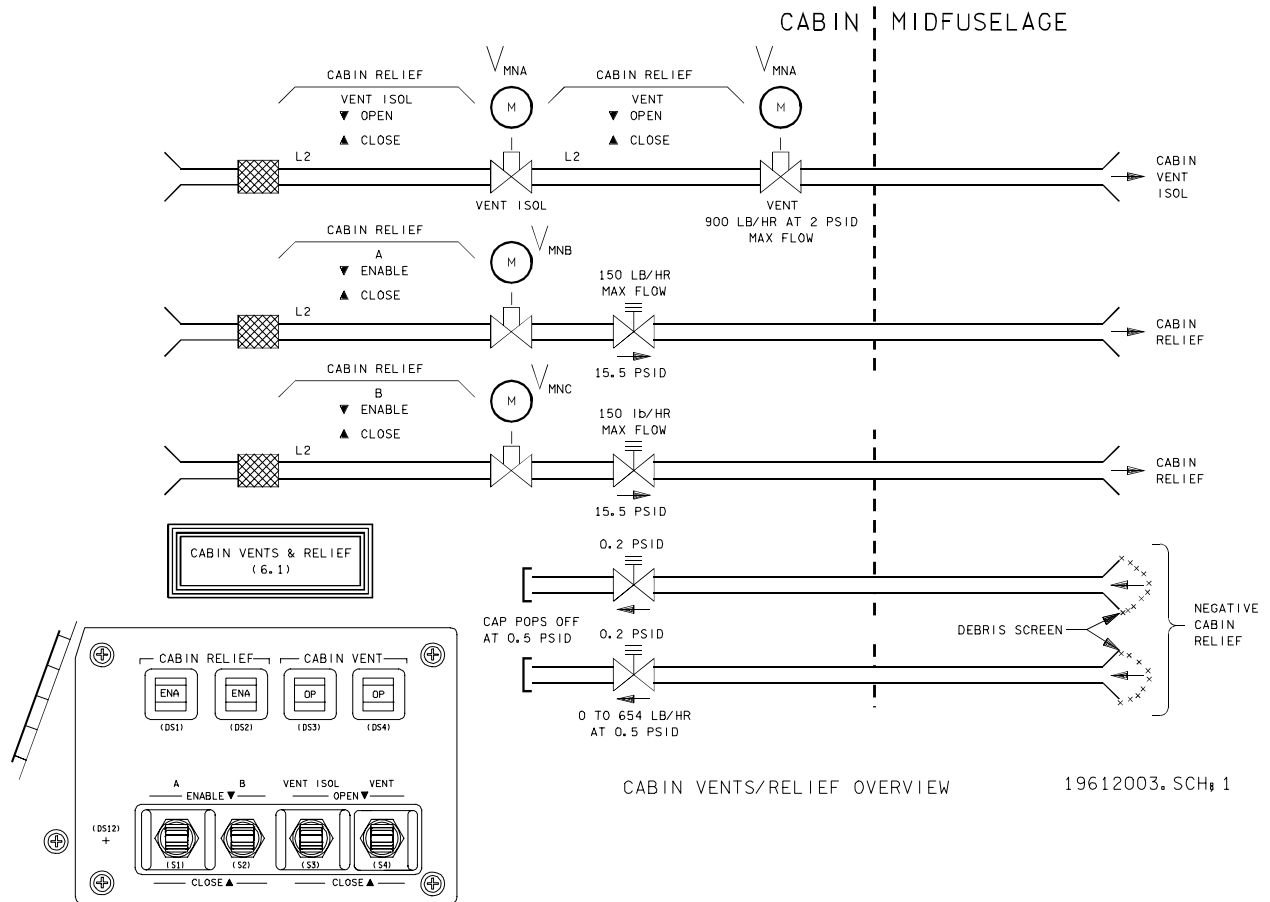 CABIN MIDFUSELAGE
MNA
MNA
CABIN RELIEF
VENT ISOL
▼ OPEN
▲ CLOSE
M
CABIN RELIEF
VENT
▼ OPEN
▲ CLOSE
M
L2
L2
VENT ISOL
VENT
900 LB/HR AT 2 PSID
MAX FLOW
CABIN
VENT
ISOL
CABIN RELIEF
A
▼ ENABLE
▲ CLOSE
MNB
M
L2
150 LB/HR
MAX FLOW
15.5 PSID
CABIN
RELIEF
CABIN RELIEF
B
▼ ENABLE
▲ CLOSE
MNC
M
L2
150 lb/HR
MAX FLOW
15.5 PSID
CABIN
RELIEF
CABIN VENTS & RELIEF
(6.1)
0.2 PSID
CAP POPS OFF
AT 0.5 PSID
0.2 PSID
DEBRIS SCREEN
NEGATIVE
CABIN
RELIEF
0 TO 654 LB/HR
AT 0.5 PSID
CABIN RELIEF CABIN VENT
ENA ENA OP OP
(DS1) (DS2) (DS3) (DS4)
A B VENT ISOL VENT
ENABLE ▼ OPEN ▼
(DS12)
+
(S1) (S2) (S3) (S4)
CLOSE ▲ CLOSE ▲
CABIN VENTS/RELIEF OVERVIEW
19612003.SCH;1